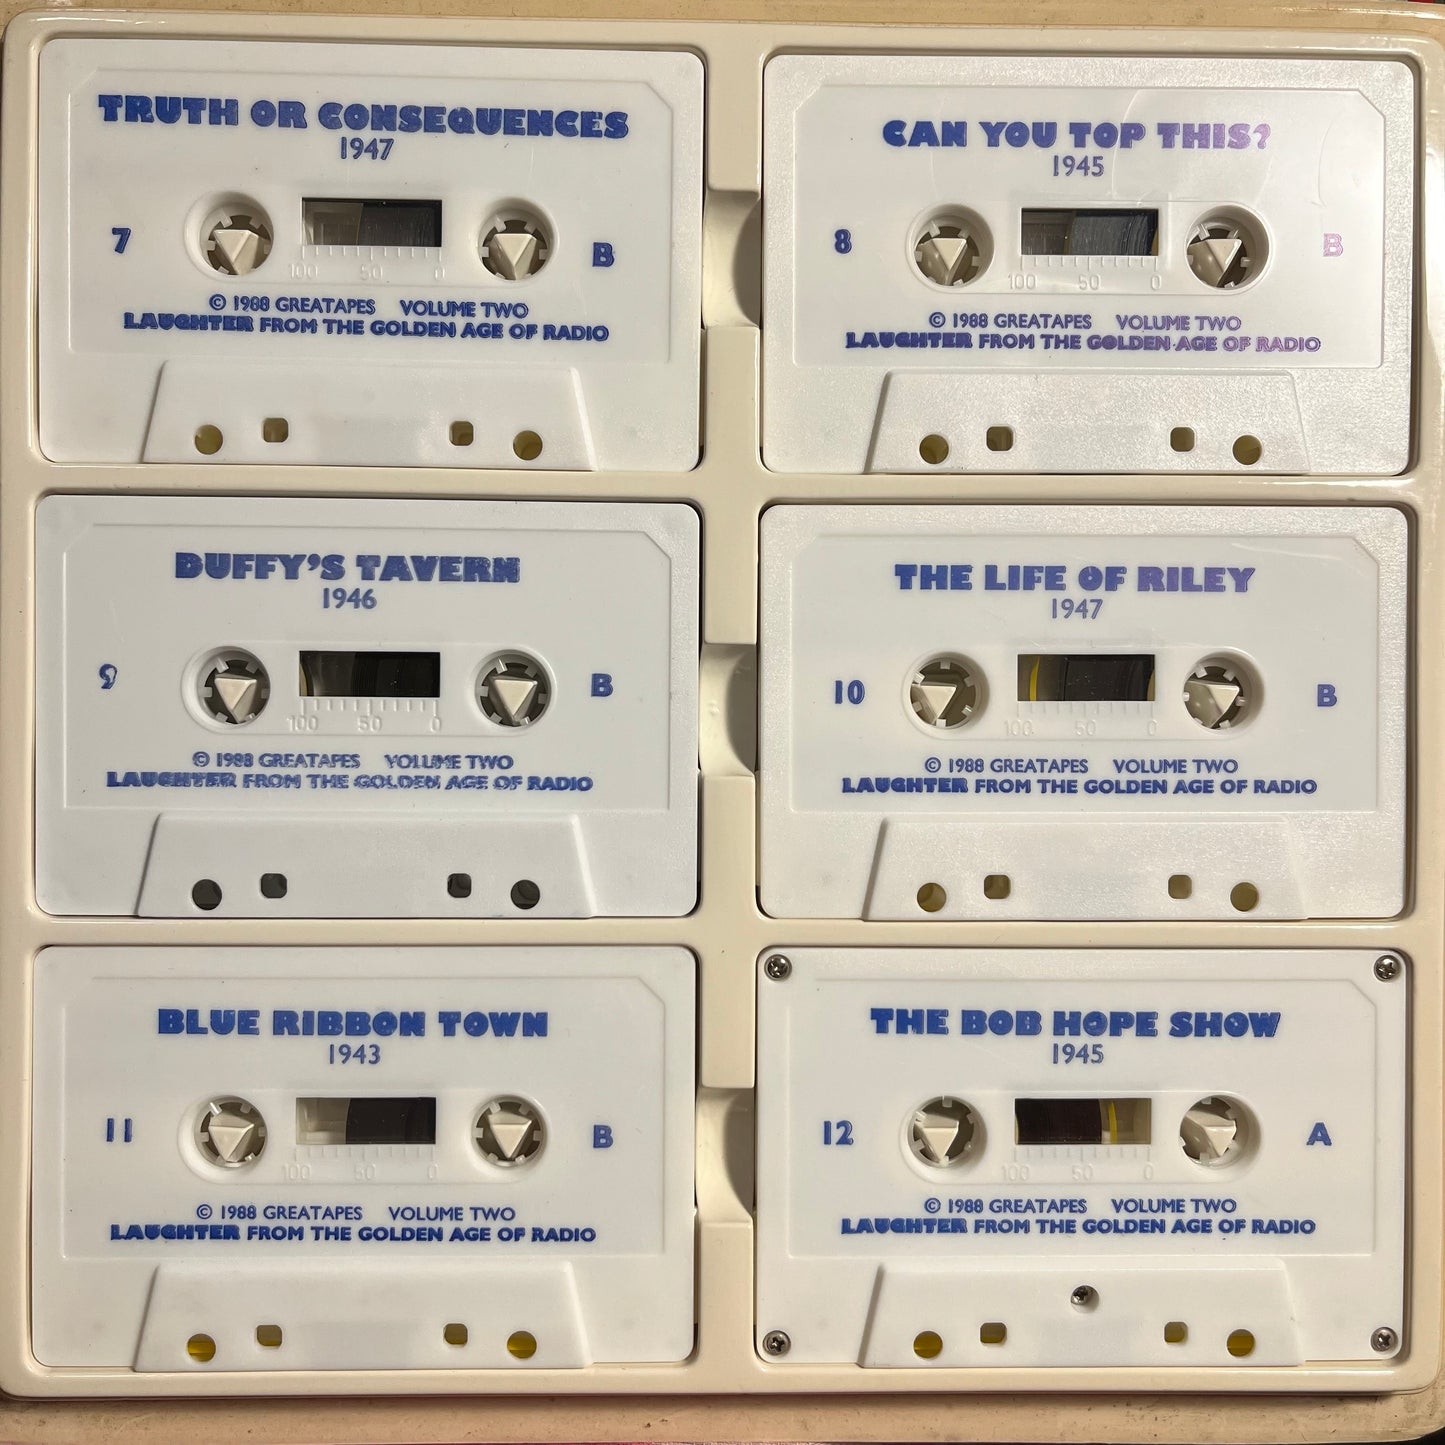 TRUTH OR CONSEQUENCES
1947
7 B
100 50 0
© 1988 GREATAPES VOLUME TWO
LAUGHTER FROM THE GOLDEN AGE OF RADIO
CAN YOU TOP THIS?
1945
8 B
100 50 0
© 1988 GREATAPES VOLUME TWO
LAUGHTER FROM THE GOLDEN AGE OF RADIO
DUFFY'S TAVERN
1946
9 B
100 50 0
© 1988 GREATAPES VOLUME TWO
LAUGHTER FROM THE GOLDEN AGE OF RADIO
THE LIFE OF RILEY
1947
10 B
100 50 0
© 1988 GREATAPES VOLUME TWO
LAUGHTER FROM THE GOLDEN AGE OF RADIO
BLUE RIBBON TOWN
1943
11 B
100 50 0
© 1988 GREATAPES VOLUME TWO
LAUGHTER FROM THE GOLDEN AGE OF RADIO
THE BOB HOPE SHOW
1945
12 A
100 50 0
© 1988 GREATAPES VOLUME TWO
LAUGHTER FROM THE GOLDEN AGE OF RADIO